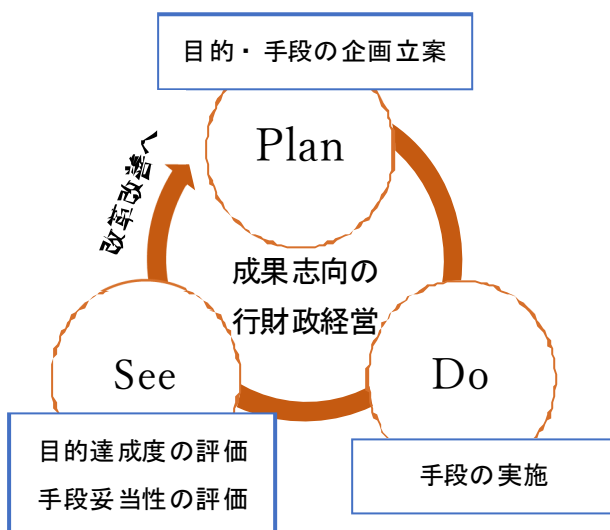 目的・手段の企画立案
Plan
改革改善へ
成果志向の
行財政経営
See
Do
目的達成度の評価
手段妥当性の評価
手段の実施